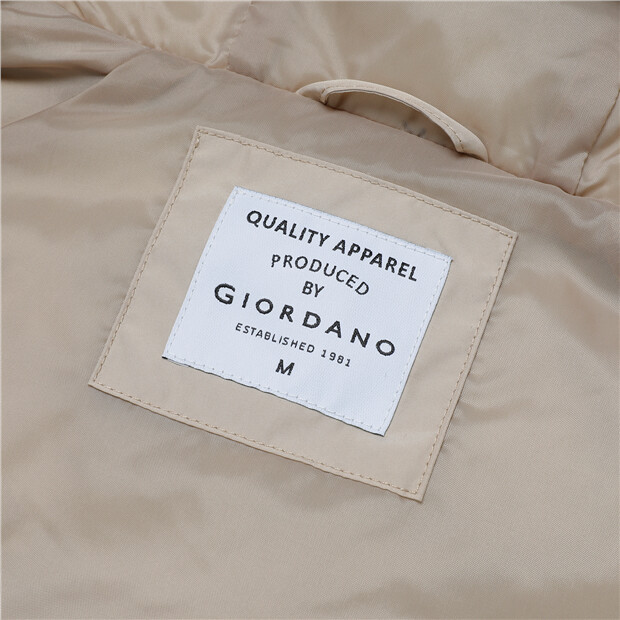 QUALITY APPAREL
PRODUCED
BY
GIORDANO
ESTABLISHED 1981
M